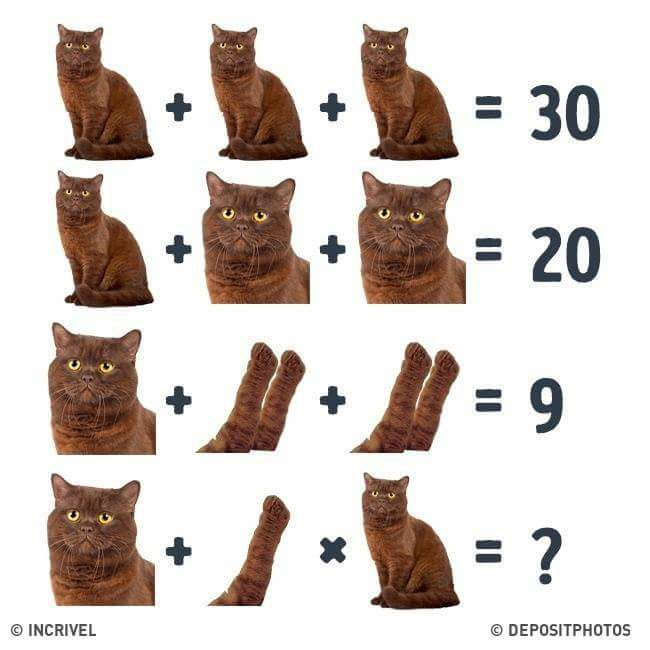 + + = 30
+ + = 20
+ + = 9
+ × = ?
© INCRIVEL © DEPOSITPHOTOS